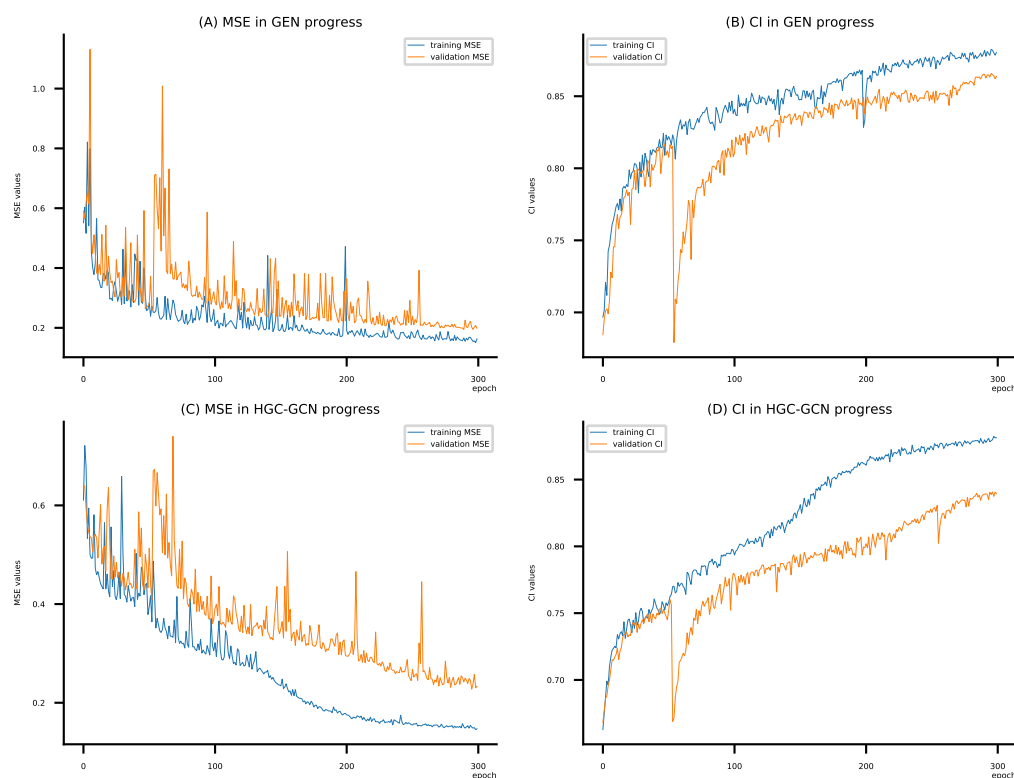 (A) MSE in GEN progress
training MSE
validation MSE
1.0
0.8
0.6
0.4
0.2
MSE values
0
100
200
300
epoch
(B) CI in GEN progress
training CI
validation CI
0.85
0.80
0.75
0.70
CI values
0
100
200
300
epoch
(C) MSE in HGC-GCN progress
training MSE
validation MSE
0.6
0.4
0.2
MSE values
0
100
200
300
epoch
(D) CI in HGC-GCN progress
training CI
validation CI
0.85
0.80
0.75
0.70
CI values
0
100
200
300
epoch